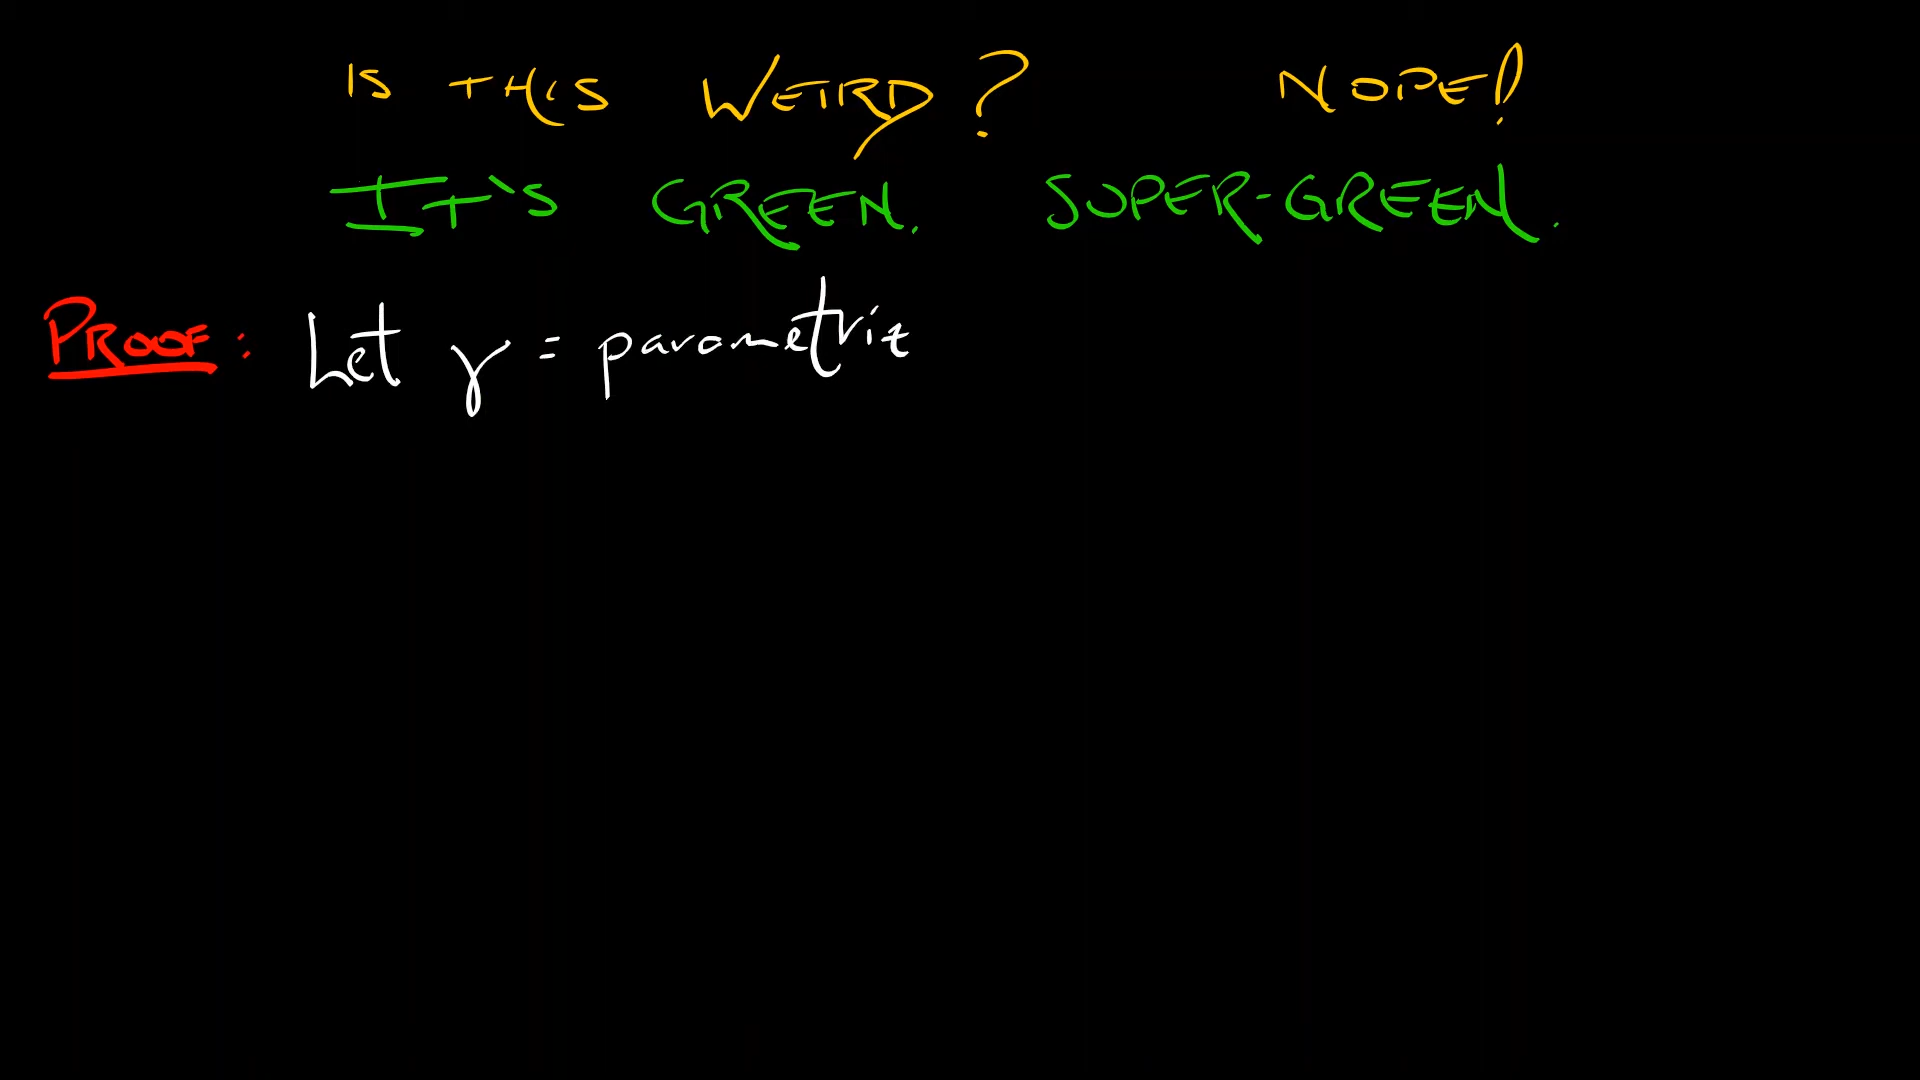 IS THIS WEIRD? NOPE!
IT'S GREEN. SUPER-GREEN.
PROOF: Let γ = parametriz